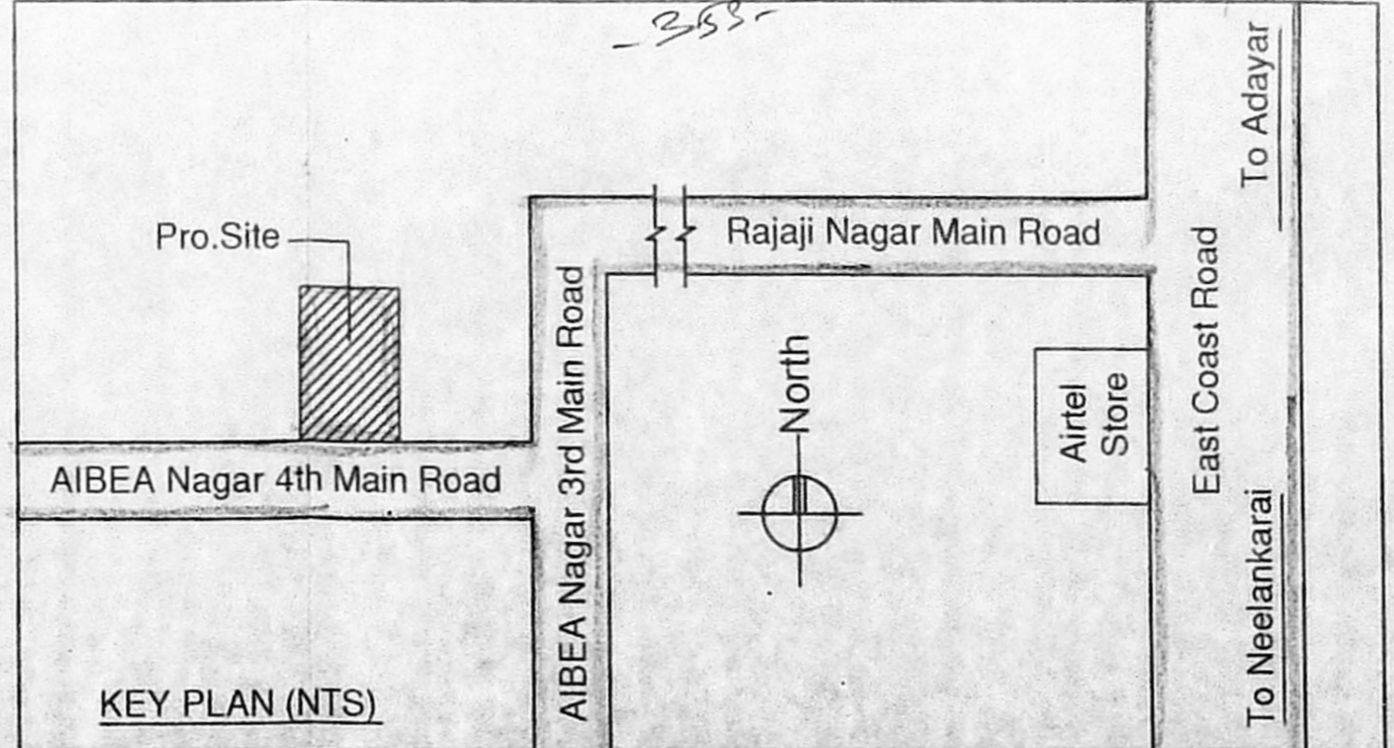 -353-
To Adayar
Pro.Site
Rajaji Nagar Main Road
East Coast Road
North
Airtel
Store
AIBEA Nagar 3rd Main Road
AIBEA Nagar 4th Main Road
To Neelankarai
KEY PLAN (NTS)